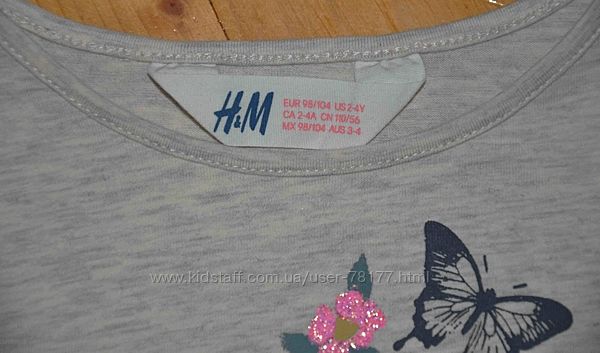 H&M
EUR 98/104 US 2-4Y
CA 2-4A CN 110/56
MX 98/104 AUS 3-4
www.kidstaff.com.ua/user-78177.html